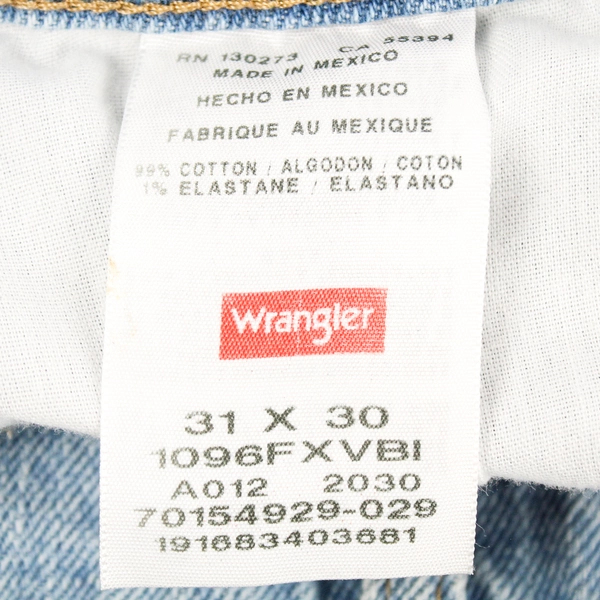 RN 130273 CA 55394
MADE IN MEXICO
HECHO EN MEXICO
FABRIQUE AU MEXIQUE
99% COTTON / ALGODON / COTON
1% ELASTANE / ELASTANO
Wrangler
31 X 30
1096FXVBI
A012 2030
70154929-029
191683403681